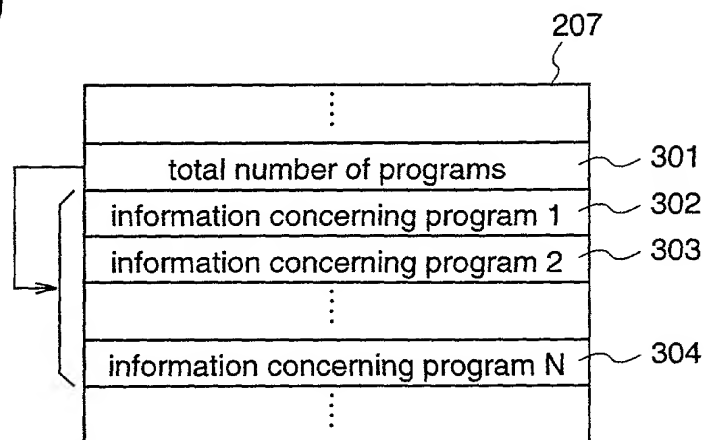 207
⋮
total number of programs 301
information concerning program 1 302
information concerning program 2 303
⋮
information concerning program N 304
⋮